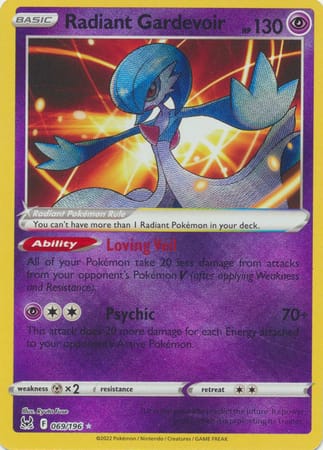 BASIC
Radiant Gardevoir
HP 130
Radiant Pokémon Rule
You can't have more than 1 Radiant Pokémon in your deck.
Ability Loving Veil
All of your Pokémon take 20 less damage from attacks
from your opponent's Pokémon V (after applying Weakness
and Resistance).
Psychic 70+
This attack does 20 more damage for each Energy attached
to your opponent's Active Pokémon.
weakness ×2 resistance retreat
Illus. Ryota Fuse
F 069/196
©2022 Pokémon / Nintendo / Creatures / GAME FREAK